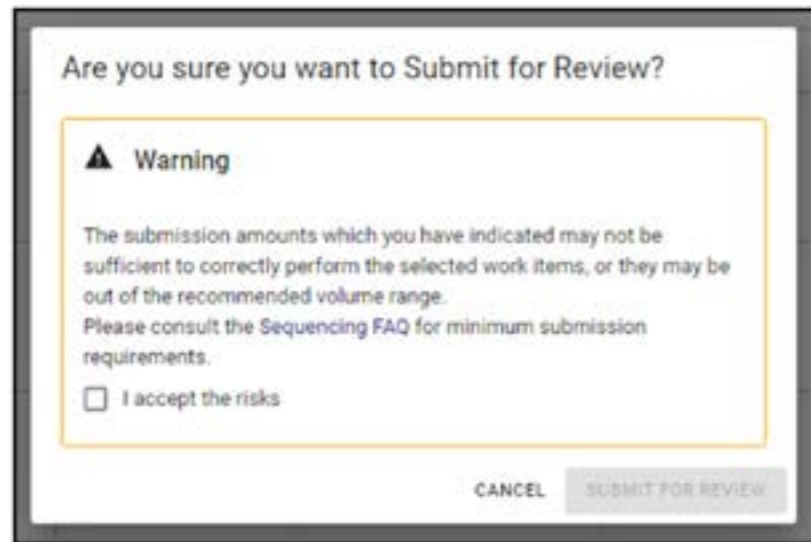 Are you sure you want to Submit for Review?
Warning
The submission amounts which you have indicated may not be
sufficient to correctly perform the selected work items, or they may be
out of the recommended volume range.
Please consult the Sequencing FAQ for minimum submission
requirements.
I accept the risks
CANCEL SUBMIT FOR REVIEW